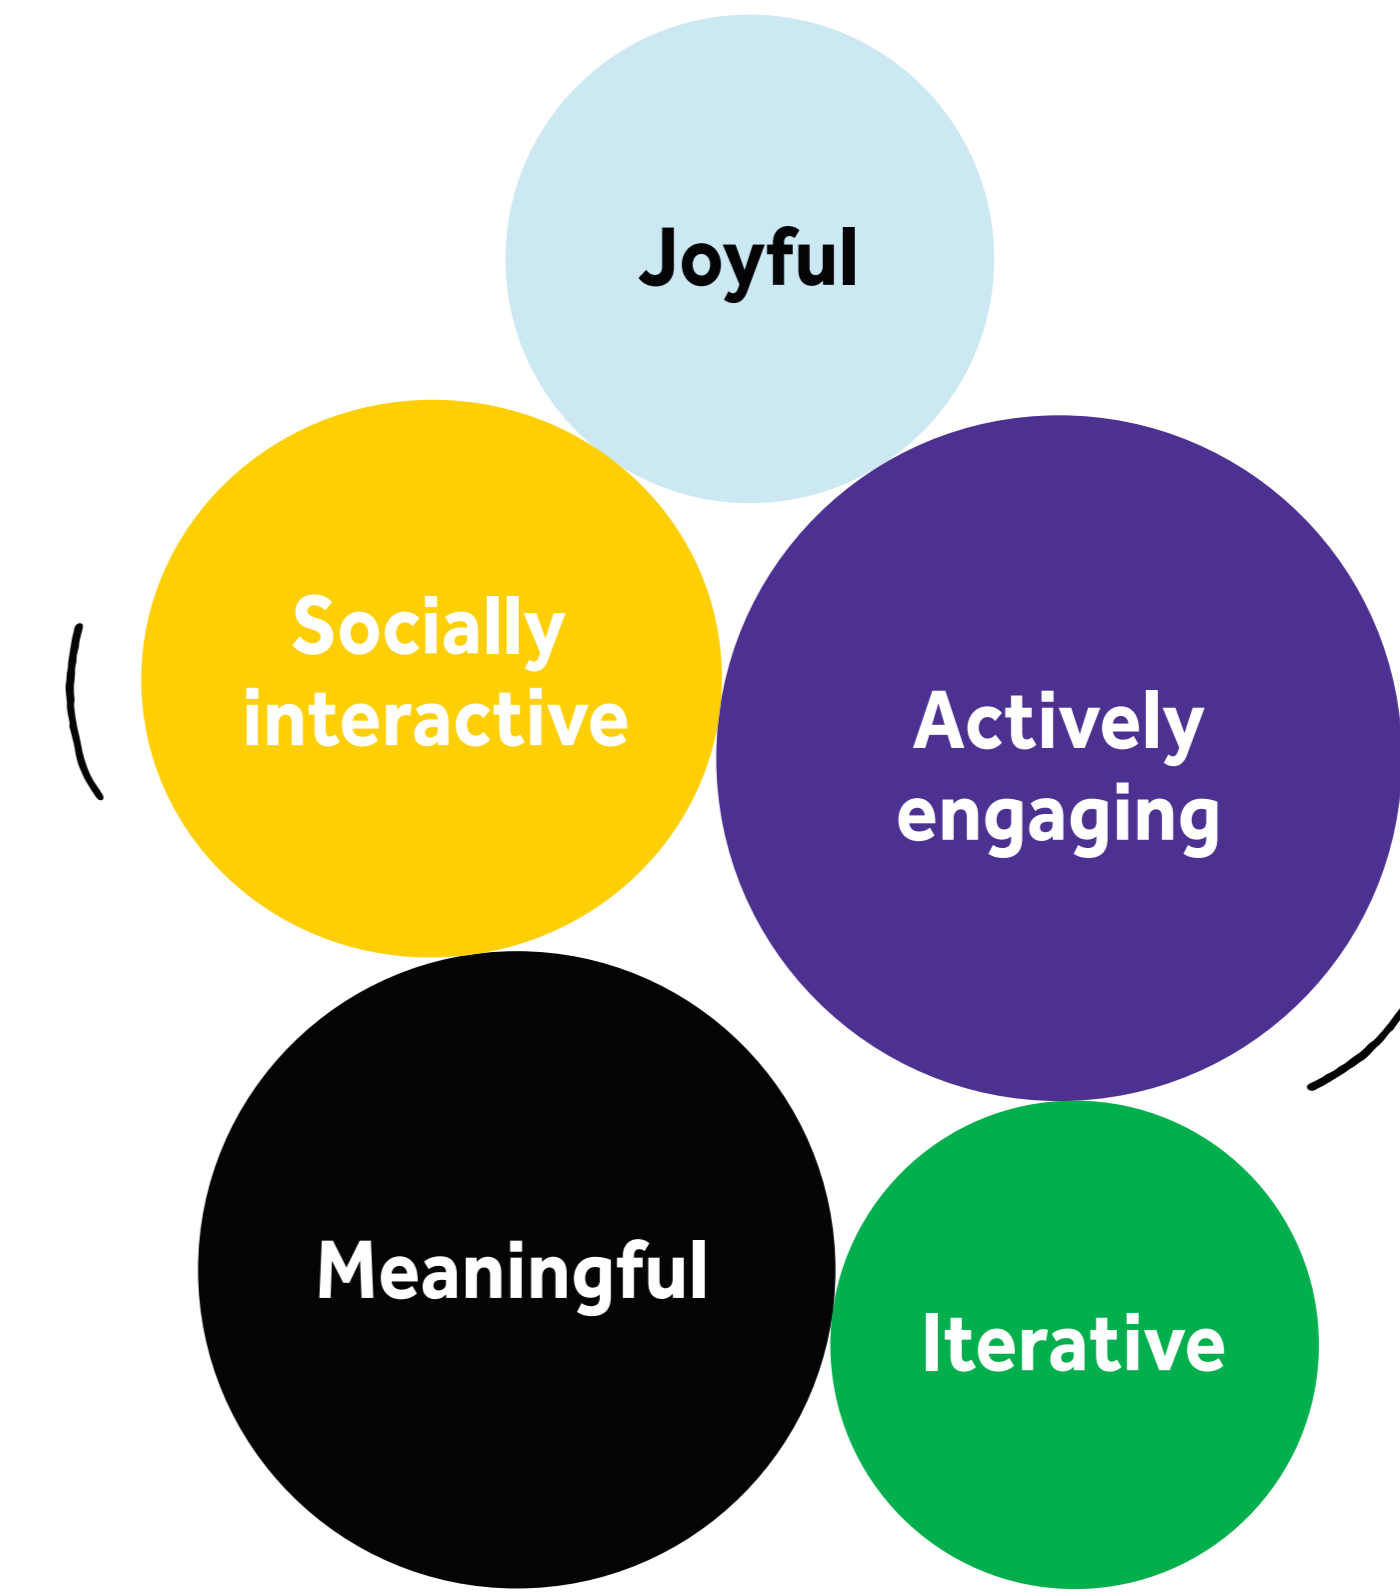 Joyful
Socially
interactive
Actively
engaging
Meaningful
Iterative